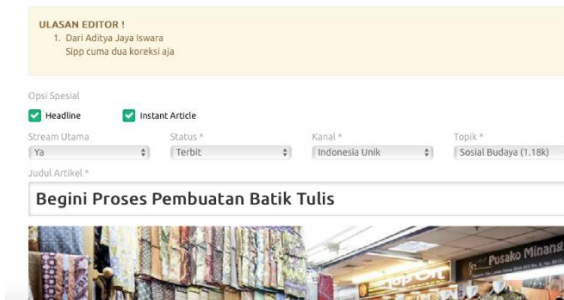 ULASAN EDITOR !
1. Dari Aditya Jaya Iswara
Sipp cuma dua koreksi aja
Opsi Spesial
Headline Instant Article
Stream Utama Status * Kanal * Topik *
Ya Terbit Indonesia Unik Sosial Budaya (1.18k)
Judul Artikel *
Begini Proses Pembuatan Batik Tulis
Pusako Minang